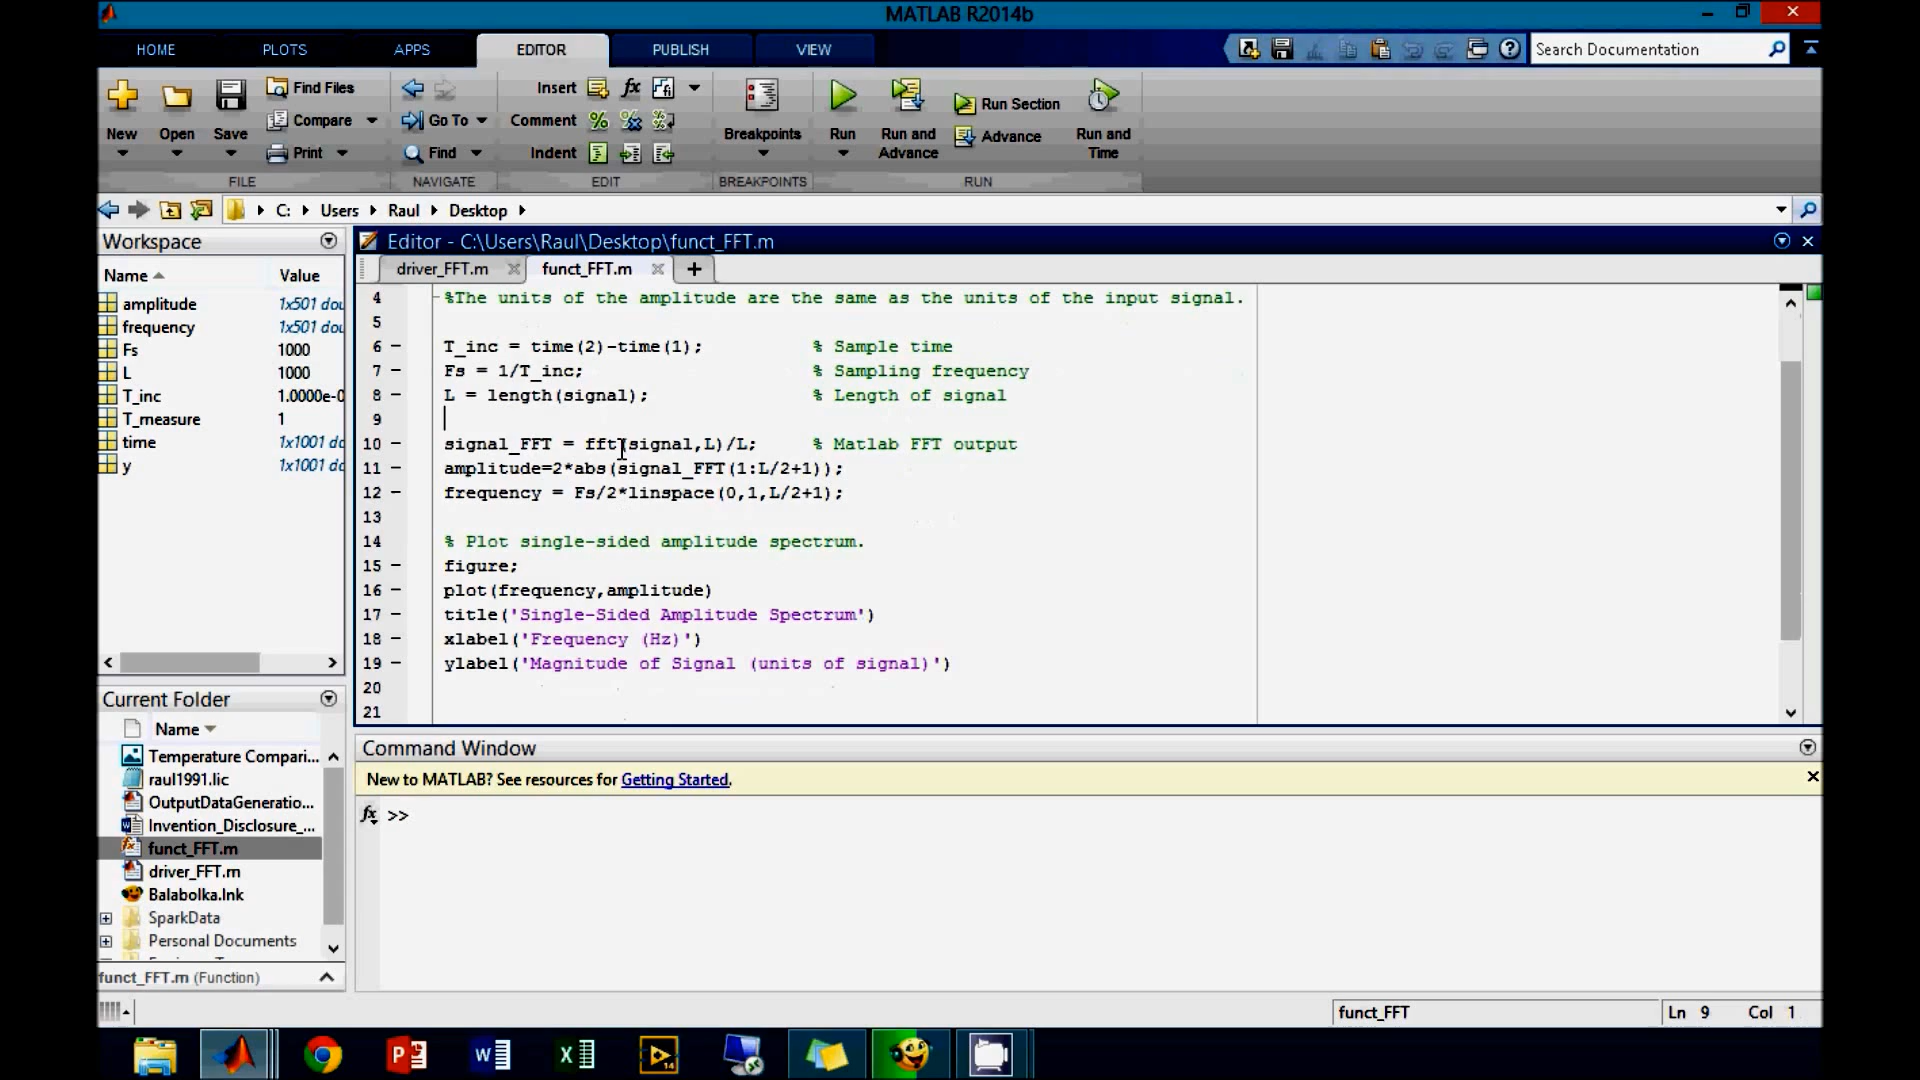 MATLAB R2014b
HOME PLOTS APPS EDITOR PUBLISH VIEW
Search Documentation
New
Open
Save
Find Files
Compare
Print
FILE
Go To
Find
NAVIGATE
Insert
Comment
Indent
EDIT
Breakpoints
BREAKPOINTS
Run
Run and Advance
Run Section
Advance
Run and Time
RUN
C: Users Raul Desktop
Workspace
Name Value
amplitude 1x501 dou
frequency 1x501 dou
Fs 1000
L 1000
T_inc 1.0000e-0
T_measure 1
time 1x1001 do
y 1x1001 do
Current Folder
Name
Temperature Compari...
raul1991.lic
OutputDataGeneratio...
Invention_Disclosure_...
funct_FFT.m
driver_FFT.m
Balabolka.lnk
SparkData
Personal Documents
funct_FFT.m (Function)
Editor - C:\Users\Raul\Desktop\funct_FFT.m
driver_FFT.m funct_FFT.m
4 %The units of the amplitude are the same as the units of the input signal.
5
6 T_inc = time(2)-time(1); % Sample time
7 Fs = 1/T_inc; % Sampling frequency
8 L = length(signal); % Length of signal
9
10 signal_FFT = fft(signal,L)/L; % Matlab FFT output
11 amplitude=2*abs(signal_FFT(1:L/2+1));
12 frequency = Fs/2*linspace(0,1,L/2+1);
13
14 % Plot single-sided amplitude spectrum.
15 figure;
16 plot(frequency,amplitude)
17 title('Single-Sided Amplitude Spectrum')
18 xlabel('Frequency (Hz)')
19 ylabel('Magnitude of Signal (units of signal)')
20
21
Command Window
New to MATLAB? See resources for Getting Started.
fx >>
funct_FFT Ln 9 Col 1